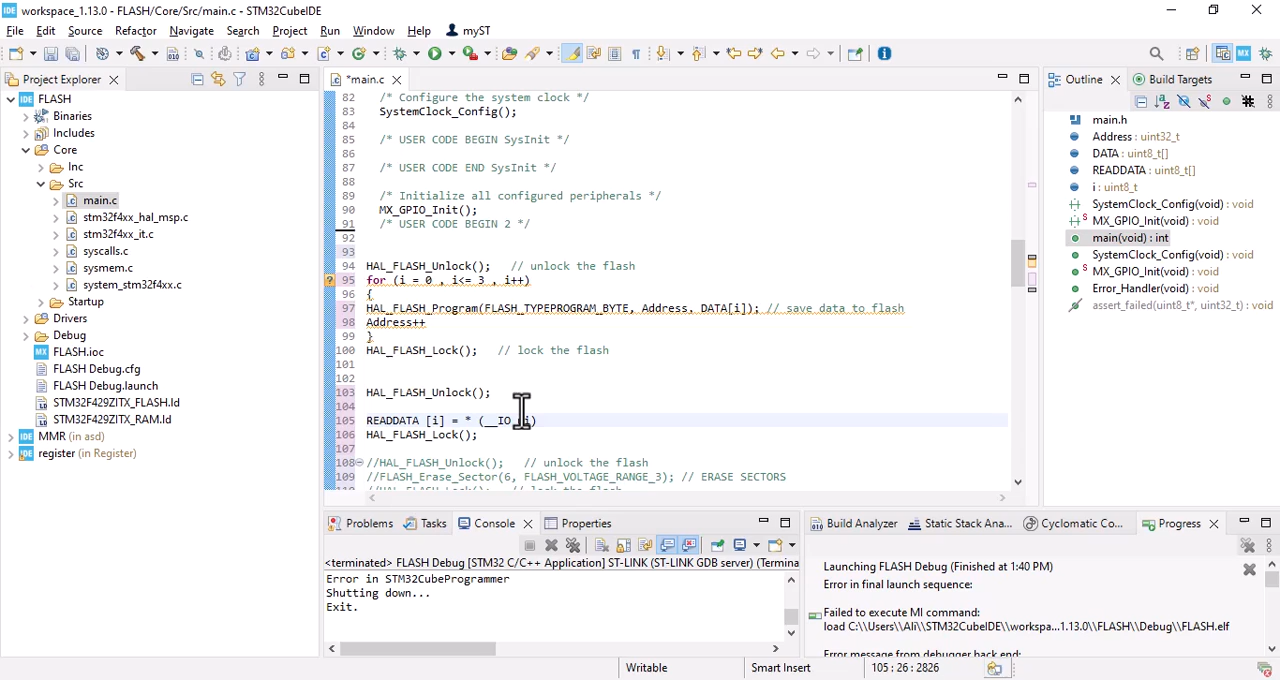 workspace_1.13.0 - FLASH/Core/Src/main.c - STM32CubeIDE
File Edit Source Refactor Navigate Search Project Run Window Help myST
Project Explorer
FLASH
Binaries
Includes
Core
Inc
Src
main.c
stm32f4xx_hal_msp.c
stm32f4xx_it.c
syscalls.c
sysmem.c
system_stm32f4xx.c
Startup
Drivers
Debug
FLASH.ioc
FLASH Debug.cfg
FLASH Debug.launch
STM32F429ZITX_FLASH.ld
STM32F429ZITX_RAM.ld
MMR (in asd)
register (in Register)
*main.c
82 /* Configure the system clock */
83 SystemClock_Config();
84
85 /* USER CODE BEGIN SysInit */
86
87 /* USER CODE END SysInit */
88
89 /* Initialize all configured peripherals */
90 MX_GPIO_Init();
91 /* USER CODE BEGIN 2 */
92
93
94 HAL_FLASH_Unlock(); // unlock the flash
95 for (i = 0 , i<= 3 , i++)
96 {
97 HAL_FLASH_Program(FLASH_TYPEPROGRAM_BYTE, Address, DATA[i]); // save data to flash
98 Address++
99 }
100 HAL_FLASH_Lock(); // lock the flash
101
102
103 HAL_FLASH_Unlock();
104
105 READDATA [i] = * (__IO i)
106 HAL_FLASH_Lock();
107
108 //HAL_FLASH_Unlock(); // unlock the flash
109 //FLASH_Erase_Sector(6, FLASH_VOLTAGE_RANGE_3); // ERASE SECTORS
Outline Build Targets
main.h
Address : uint32_t
DATA : uint8_t[]
READDATA : uint8_t[]
i : uint8_t
SystemClock_Config(void) : void
MX_GPIO_Init(void) : void
main(void) : int
SystemClock_Config(void) : void
MX_GPIO_Init(void) : void
Error_Handler(void) : void
assert_failed(uint8_t*, uint32_t) : void
Problems Tasks Console Properties
<terminated> FLASH Debug [STM32 C/C++ Application] ST-LINK (ST-LINK GDB server) (Termina
Error in STM32CubeProgrammer
Shutting down...
Exit.
Build Analyzer Static Stack Ana... Cyclomatic Co... Progress
Launching FLASH Debug (Finished at 1:40 PM)
Error in final launch sequence:
Failed to execute MI command:
load C:\\Users\\Ali\\STM32CubeIDE\\workspa...1.13.0\\FLASH\\Debug\\FLASH.elf
Error message from debugger back end:
Writable Smart Insert 105 : 26 : 2826